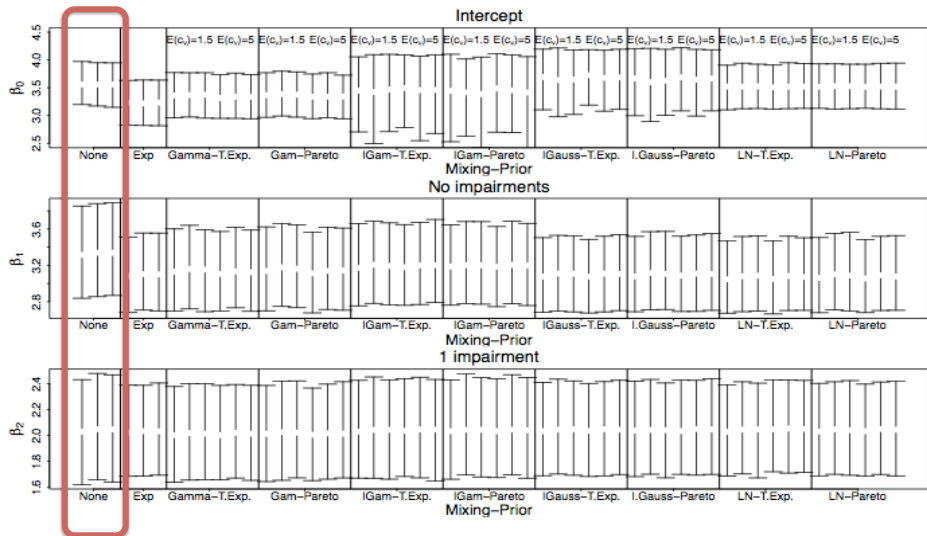 Intercept
E(cᵥ)=1.5 E(cᵥ)=5 E(cᵥ)=1.5 E(cᵥ)=5 E(cᵥ)=1.5 E(cᵥ)=5 E(cᵥ)=1.5 E(cᵥ)=5 E(cᵥ)=1.5 E(cᵥ)=5 E(cᵥ)=1.5 E(cᵥ)=5 E(cᵥ)=1.5 E(cᵥ)=5 E(cᵥ)=1.5 E(cᵥ)=5
β₀
4.5
4.0
3.5
3.0
2.5
None Exp Gamma-T.Exp. Gam-Pareto IGam-T.Exp. IGam-Pareto IGauss-T.Exp. I.Gauss-Pareto LN-T.Exp. LN-Pareto
Mixing-Prior
No impairments
β₁
3.6
3.2
2.8
None Exp Gamma-T.Exp. Gam-Pareto IGam-T.Exp. IGam-Pareto IGauss-T.Exp. I.Gauss-Pareto LN-T.Exp. LN-Pareto
Mixing-Prior
1 impairment
β₂
2.4
2.2
2.0
1.8
1.6
None Exp Gamma-T.Exp. Gam-Pareto IGam-T.Exp. IGam-Pareto IGauss-T.Exp. I.Gauss-Pareto LN-T.Exp. LN-Pareto
Mixing-Prior